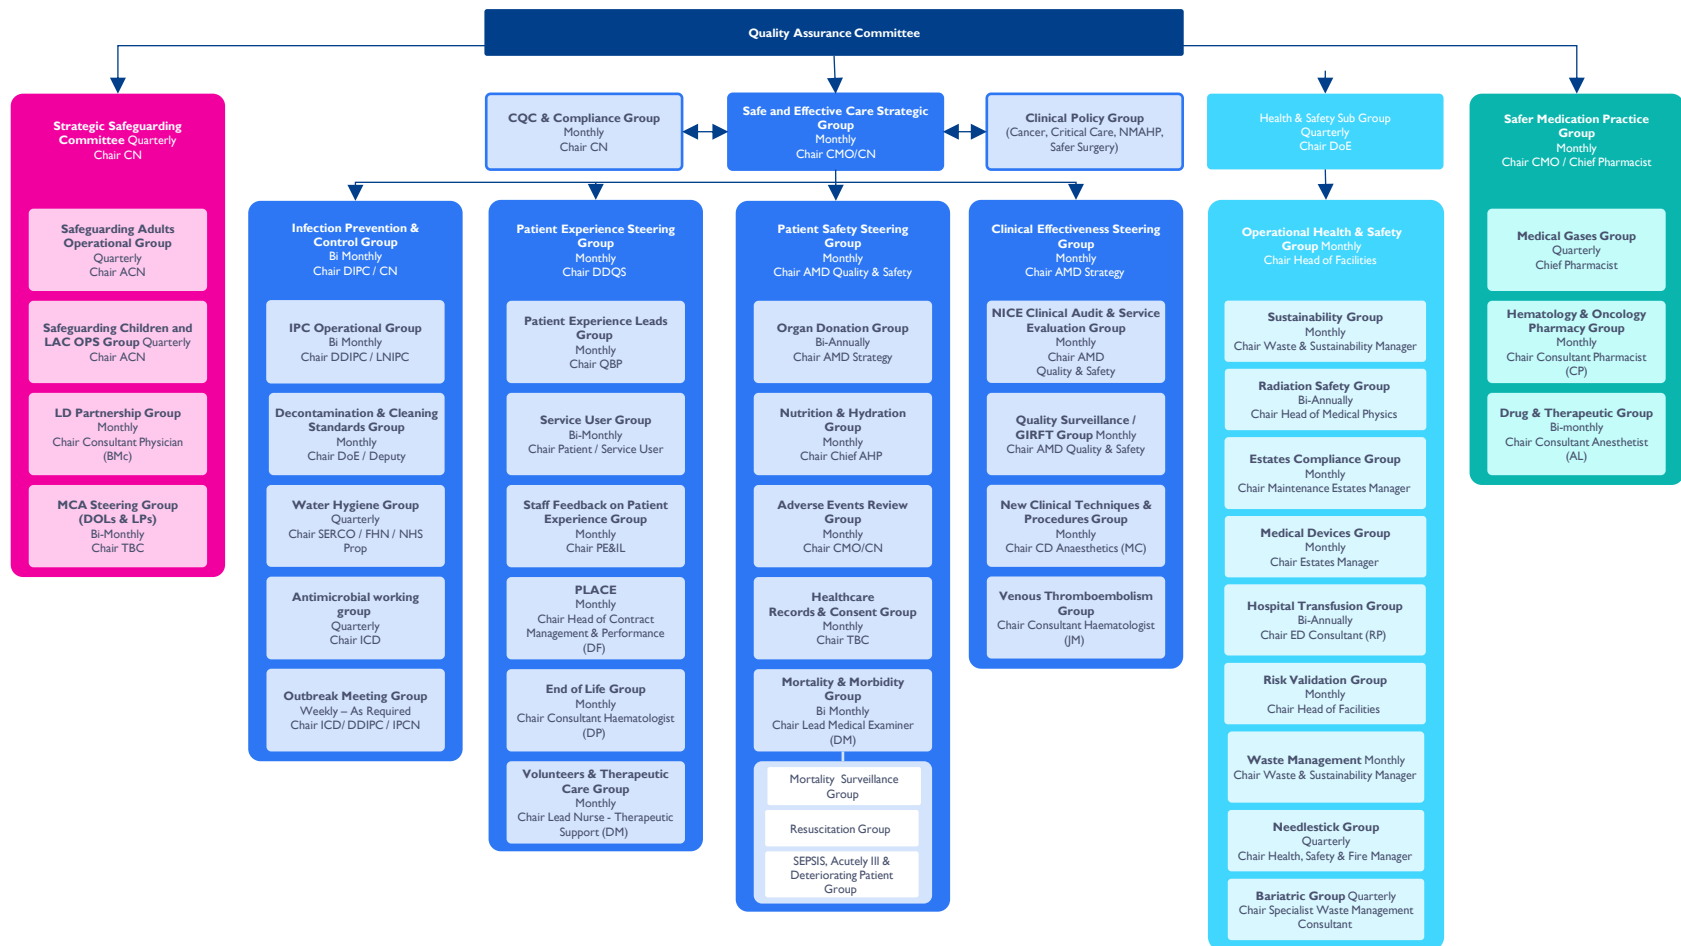 Quality Assurance Committee
Strategic Safeguarding
Committee Quarterly
Chair CN
CQC & Compliance Group
Monthly
Chair CN
Safe and Effective Care Strategic
Group
Monthly
Chair CMO/CN
Clinical Policy Group
(Cancer, Critical Care, NMAHP,
Safer Surgery)
Health & Safety Sub Group
Quarterly
Chair DoE
Safer Medication Practice
Group
Monthly
Chair CMO / Chief Pharmacist
Safeguarding Adults
Operational Group
Quarterly
Chair ACN
Safeguarding Children and
LAC OPS Group Quarterly
Chair ACN
LD Partnership Group
Monthly
Chair Consultant Physician
(BMc)
MCA Steering Group
(DOLs & LPs)
Bi-Monthly
Chair TBC
Infection Prevention &
Control Group
Bi Monthly
Chair DIPC / CN
IPC Operational Group
Bi Monthly
Chair DDIPC / LNIPC
Decontamination & Cleaning
Standards Group
Monthly
Chair DoE / Deputy
Water Hygiene Group
Quarterly
Chair SERCO / FHN / NHS
Prop
Antimicrobial working
group
Quarterly
Chair ICD
Outbreak Meeting Group
Weekly – As Required
Chair ICD/ DDIPC / IPCN
Patient Experience Steering
Group
Monthly
Chair DDQS
Patient Experience Leads
Group
Monthly
Chair QBP
Service User Group
Bi-Monthly
Chair Patient / Service User
Staff Feedback on Patient
Experience Group
Monthly
Chair PE&IL
PLACE
Monthly
Chair Head of Contract
Management & Performance
(DF)
End of Life Group
Monthly
Chair Consultant Haematologist
(DP)
Volunteers & Therapeutic
Care Group
Monthly
Chair Lead Nurse - Therapeutic
Support (DM)
Patient Safety Steering
Group
Monthly
Chair AMD Quality & Safety
Organ Donation Group
Bi-Annually
Chair AMD Strategy
Nutrition & Hydration
Group
Monthly
Chair Chief AHP
Adverse Events Review
Group
Monthly
Chair CMO/CN
Healthcare
Records & Consent Group
Monthly
Chair TBC
Mortality & Morbidity
Group
Bi Monthly
Chair Lead Medical Examiner
(DM)
Mortality Surveillance
Group
Resuscitation Group
SEPSIS, Acutely Ill &
Deteriorating Patient
Group
Clinical Effectiveness Steering
Group
Monthly
Chair AMD Strategy
NICE Clinical Audit & Service
Evaluation Group
Monthly
Chair AMD
Quality & Safety
Quality Surveillance /
GIRFT Group Monthly
Chair AMD Quality & Safety
New Clinical Techniques &
Procedures Group
Monthly
Chair CD Anaesthetics (MC)
Venous Thromboembolism
Group
Chair Consultant Haematologist
(JM)
Operational Health & Safety
Group Monthly
Chair Head of Facilities
Sustainability Group
Monthly
Chair Waste & Sustainability Manager
Radiation Safety Group
Bi-Annually
Chair Head of Medical Physics
Estates Compliance Group
Monthly
Chair Maintenance Estates Manager
Medical Devices Group
Monthly
Chair Estates Manager
Hospital Transfusion Group
Bi-Annually
Chair ED Consultant (RP)
Risk Validation Group
Monthly
Chair Head of Facilities
Waste Management Monthly
Chair Waste & Sustainability Manager
Needlestick Group
Quarterly
Chair Health, Safety & Fire Manager
Bariatric Group Quarterly
Chair Specialist Waste Management
Consultant
Medical Gases Group
Quarterly
Chief Pharmacist
Hematology & Oncology
Pharmacy Group
Monthly
Chair Consultant Pharmacist
(CP)
Drug & Therapeutic Group
Bi-monthly
Chair Consultant Anesthetist
(AL)